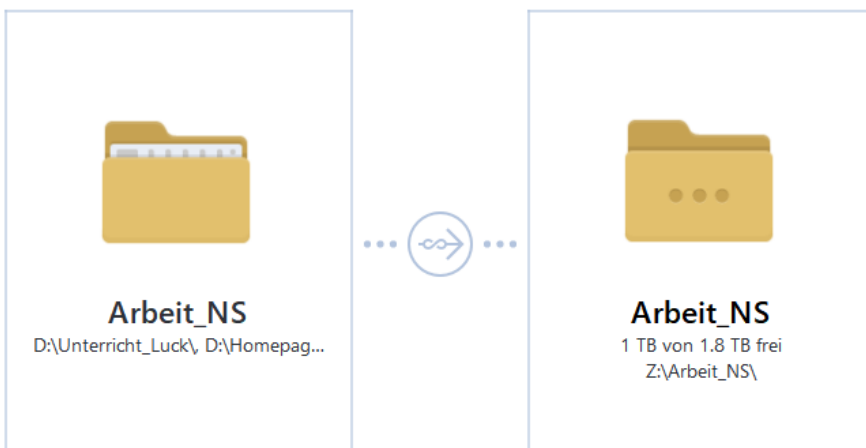 Arbeit_NS
D:\Unterricht_Luck\, D:\Homepag...
Arbeit_NS
1 TB von 1.8 TB frei
Z:\Arbeit_NS\